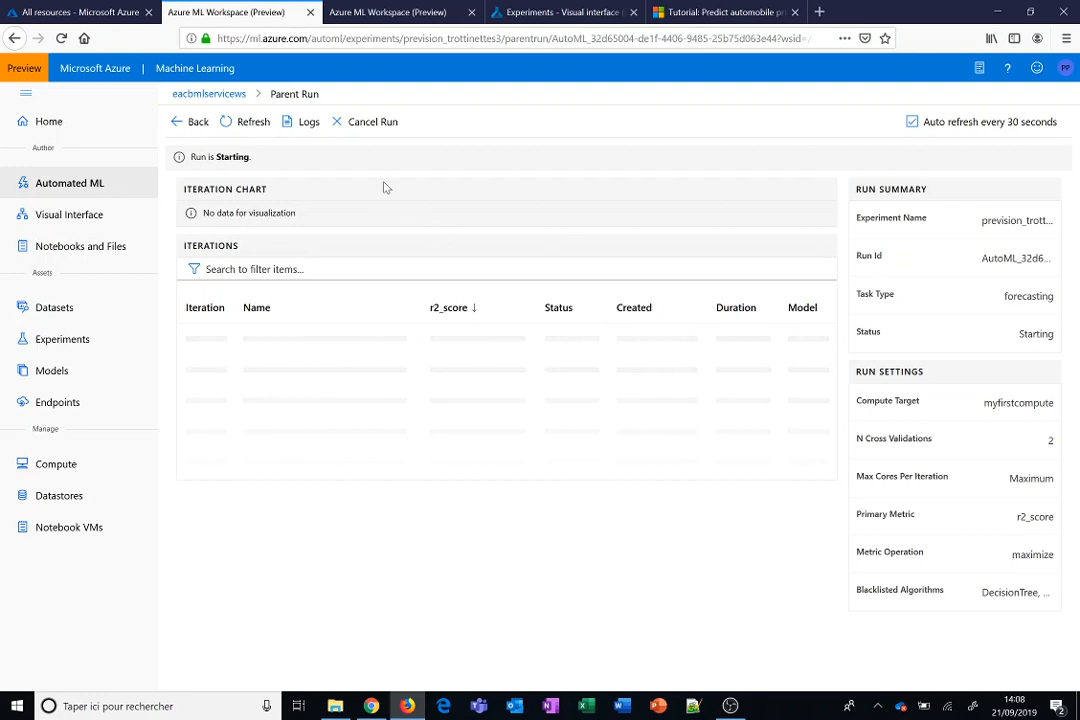 All resources - Microsoft Azure
Azure ML Workspace (Preview)
Azure ML Workspace (Preview)
Experiments - Visual interface (
Tutorial: Predict automobile pri
https://ml.azure.com/automl/experiments/prevision_trottinettes3/parentrun/AutoML_32d65004-de1f-4406-9485-25b75d063e44?wsid=/
Preview
Microsoft Azure | Machine Learning
?
PP
eacbmlservicews > Parent Run
Back
Refresh
Logs
Cancel Run
Auto refresh every 30 seconds
Home
Author
Automated ML
Visual Interface
Notebooks and Files
Assets
Datasets
Experiments
Models
Endpoints
Manage
Compute
Datastores
Notebook VMs
Run is Starting.
ITERATION CHART
No data for visualization
ITERATIONS
Search to filter items...
Iteration Name r2_score ↓ Status Created Duration Model
RUN SUMMARY
Experiment Name prevision_trott...
Run Id AutoML_32d6...
Task Type forecasting
Status Starting
RUN SETTINGS
Compute Target myfirstcompute
N Cross Validations 2
Max Cores Per Iteration Maximum
Primary Metric r2_score
Metric Operation maximize
Blacklisted Algorithms DecisionTree, ...
Taper ici pour rechercher
14:08
21/09/2019
2